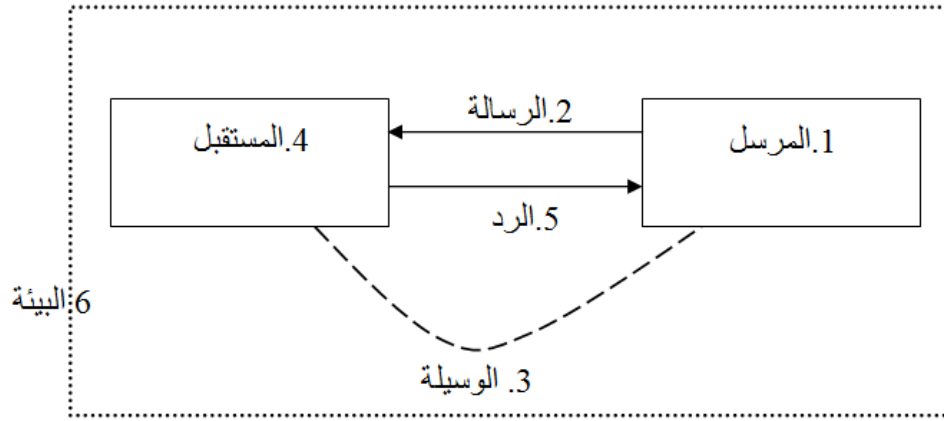 1.المرسل
2.الرسالة
3. الوسيلة
4.المستقبل
5.الرد
6.البيئة